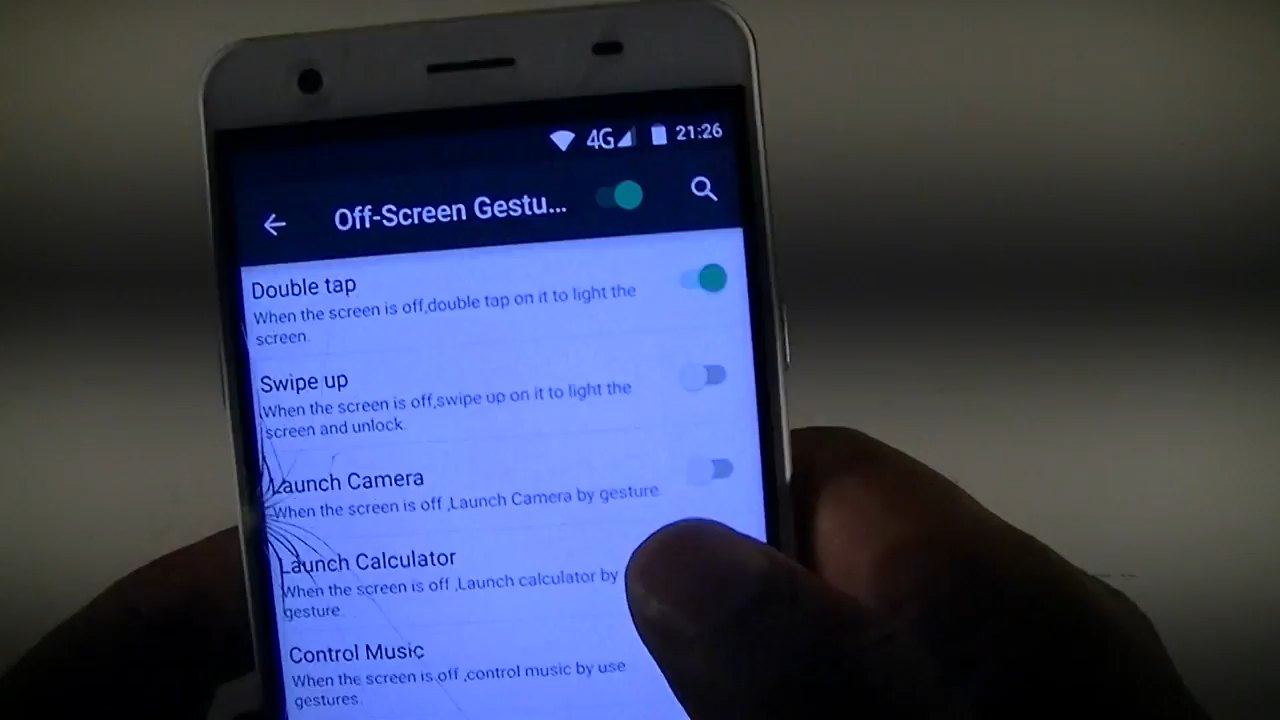 4G 21:26
Off-Screen Gestu...
Double tap
When the screen is off,double tap on it to light the
screen.
Swipe up
When the screen is off,swipe up on it to light the
screen and unlock.
Launch Camera
When the screen is off ,Launch Camera by gesture.
Launch Calculator
When the screen is off ,Launch calculator by
gesture.
Control Music
When the screen is off ,control music by use
gestures.